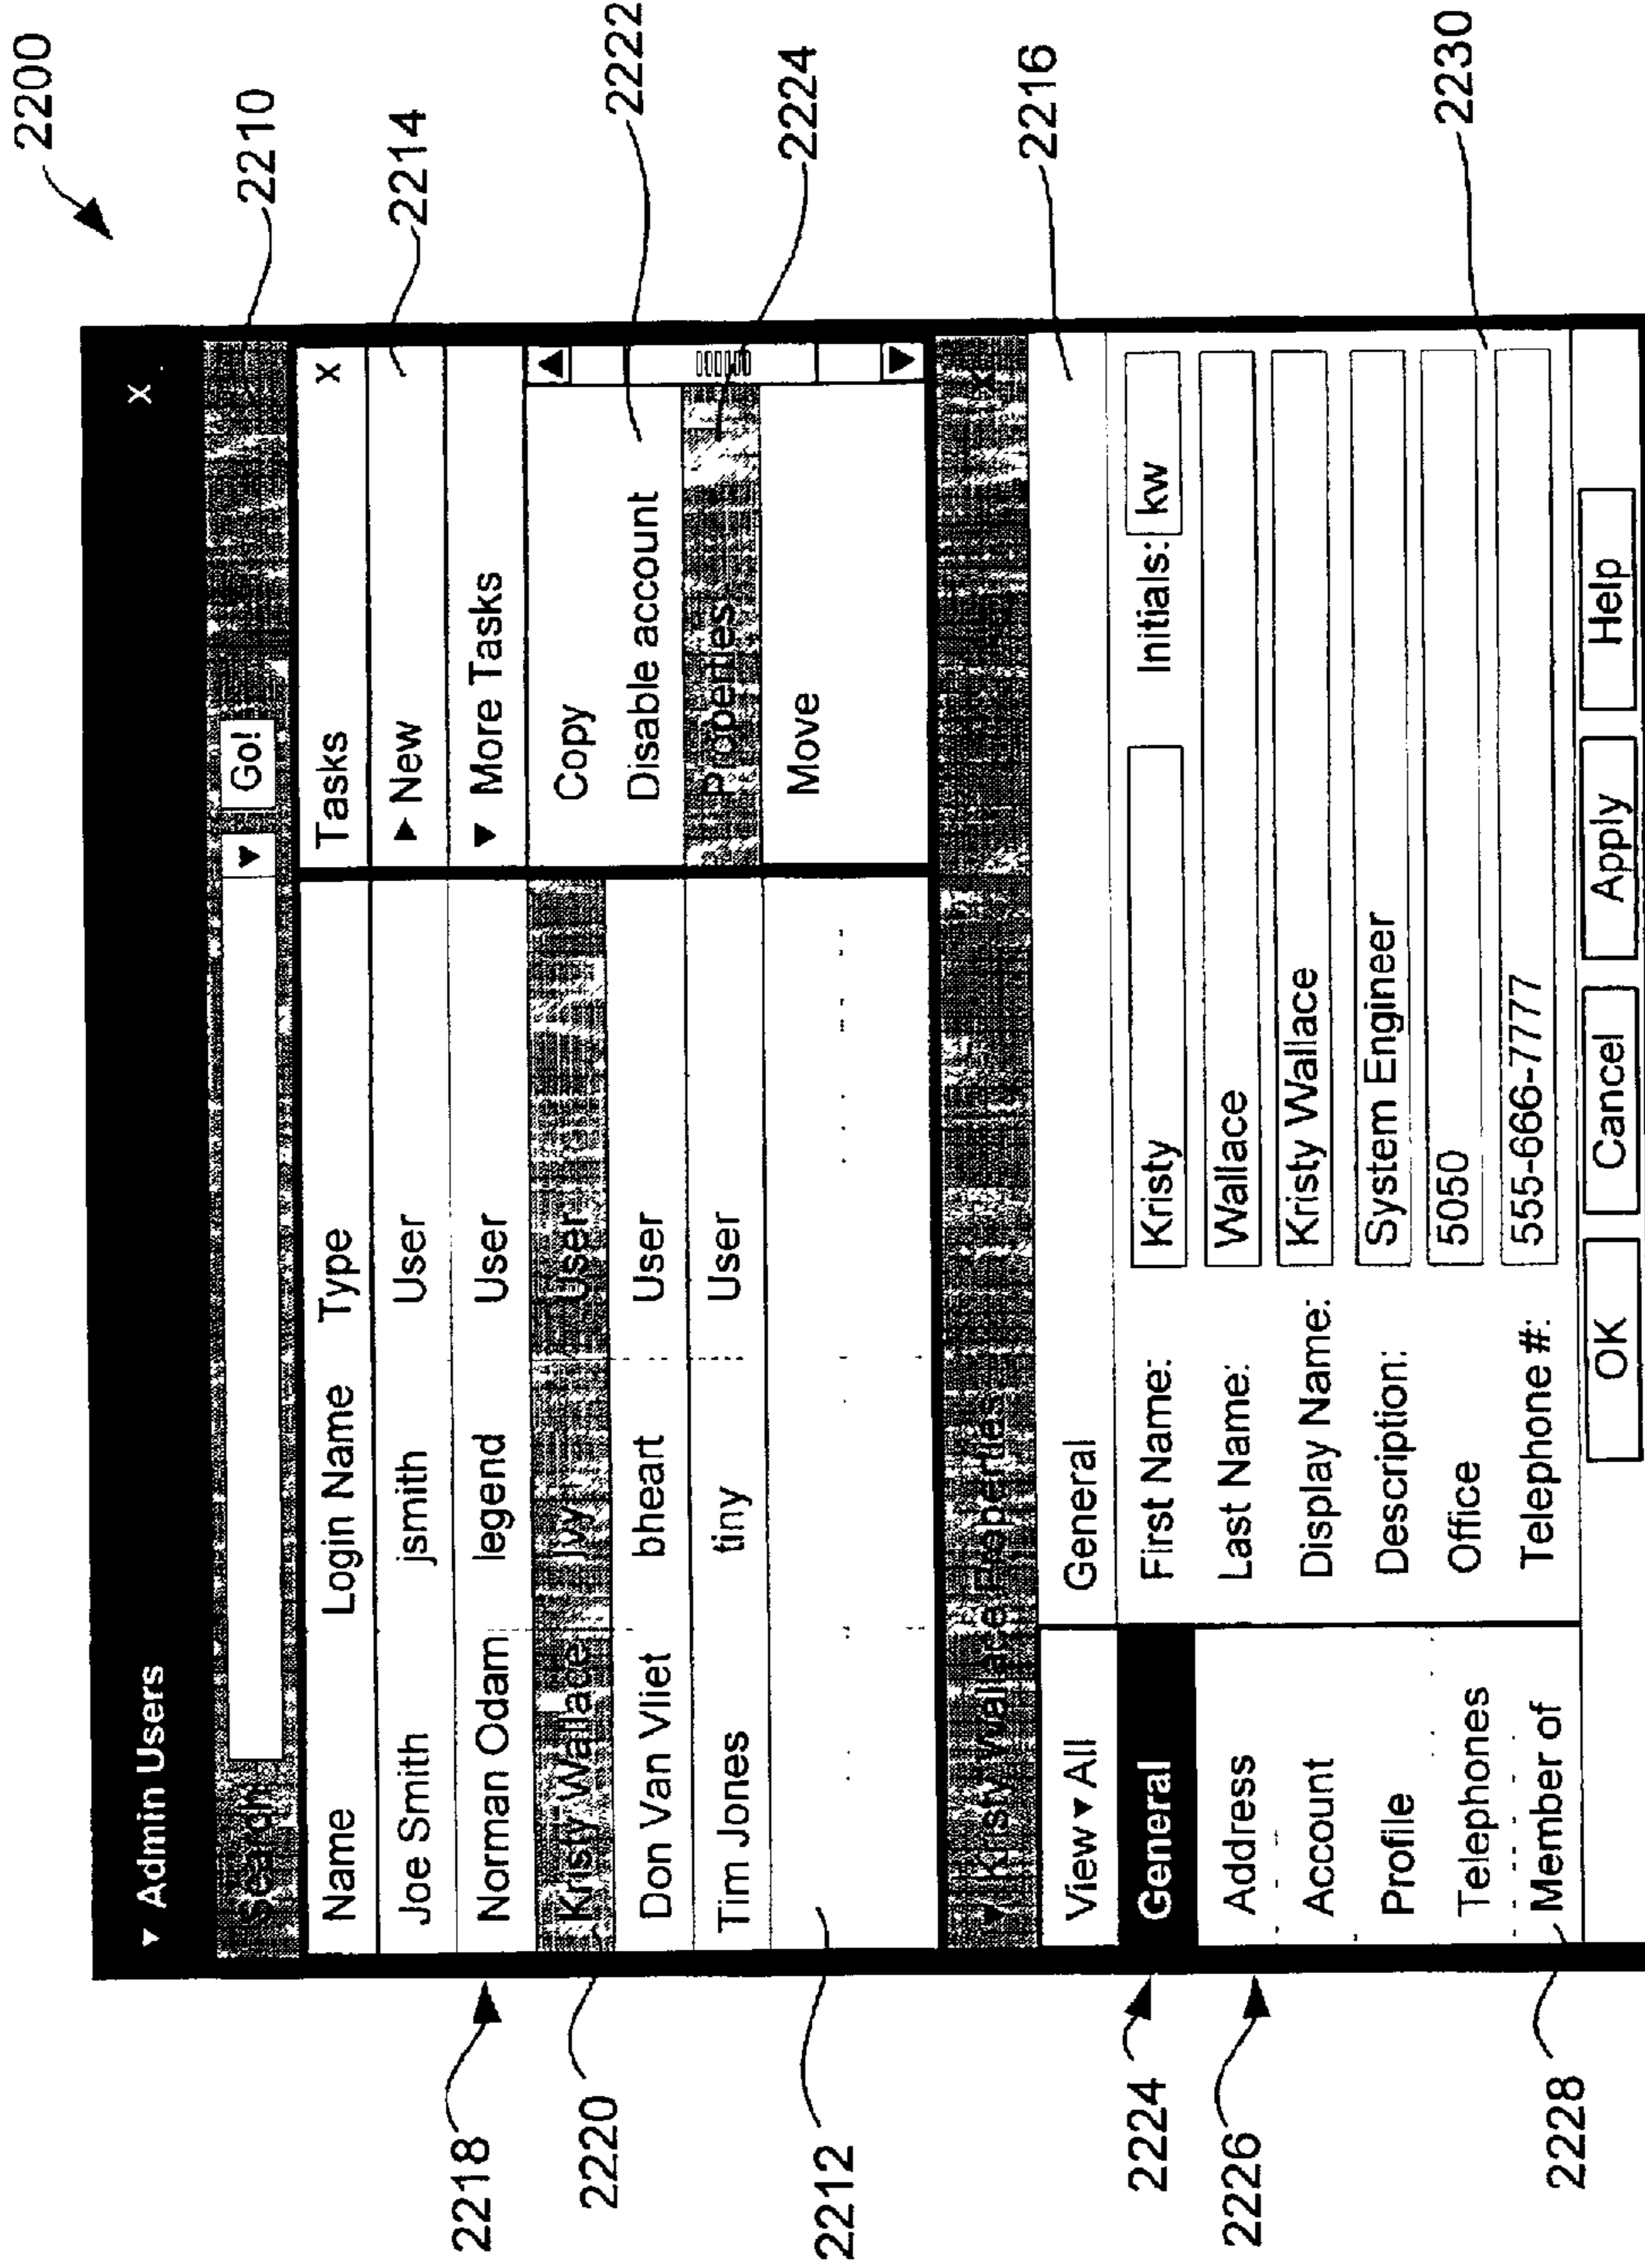 2200
▼ Admin Users X
Search ▼ Go! 2210
Name Login Name Type Tasks X
Joe Smith jsmith User ► New 2214
2218 Norman Odam legend User ▼ More Tasks
2220 Kristy Wallace ivy User Copy
Don Van Vliet bheart User Disable account 2222
Tim Jones tiny User Properties 2224
2212 Move
▼ Kristy Wallace Properties X
View ▼ All General 2216
2224 General First Name: Kristy Initials: kw
2226 Address Last Name: Wallace
Account Display Name: Kristy Wallace
Profile Description: System Engineer
Telephones Office 5050
2228 Member of Telephone #: 555-666-7777 2230
OK Cancel Apply Help